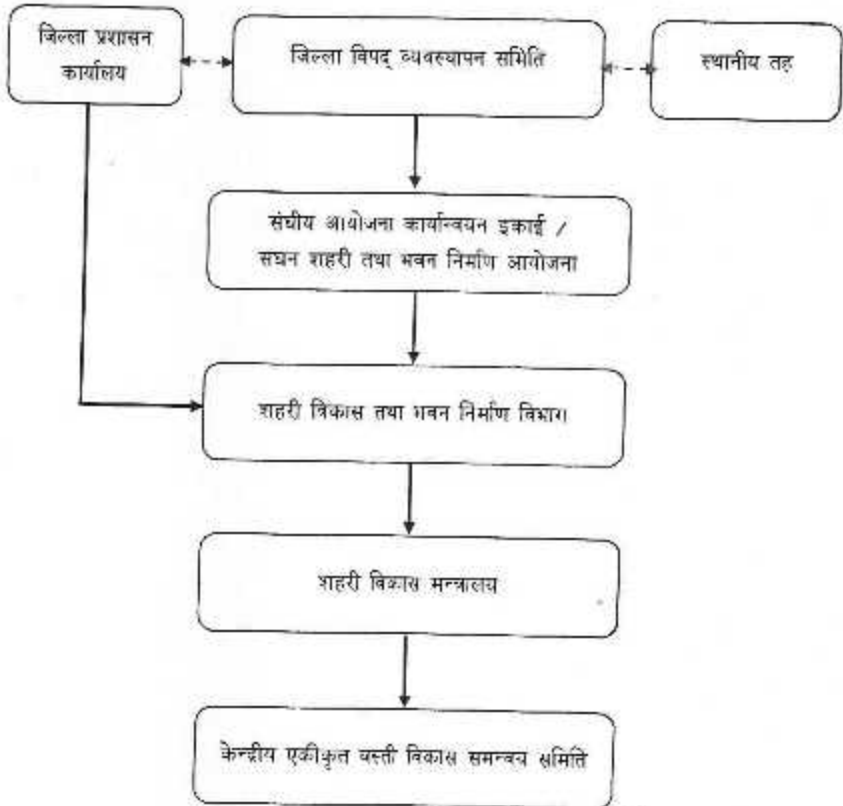 जिल्ला प्रशासन
कार्यालय
जिल्ला विपद् व्यवस्थापन समिति
स्थानीय तह
संघीय आयोजना कार्यान्वयन इकाई /
सघन शहरी तथा भवन निर्माण आयोजना
शहरी विकास तथा भवन निर्माण विभाग
शहरी विकास मन्त्रालय
केन्द्रीय एकीकृत वस्ती विकास समन्वय समिति